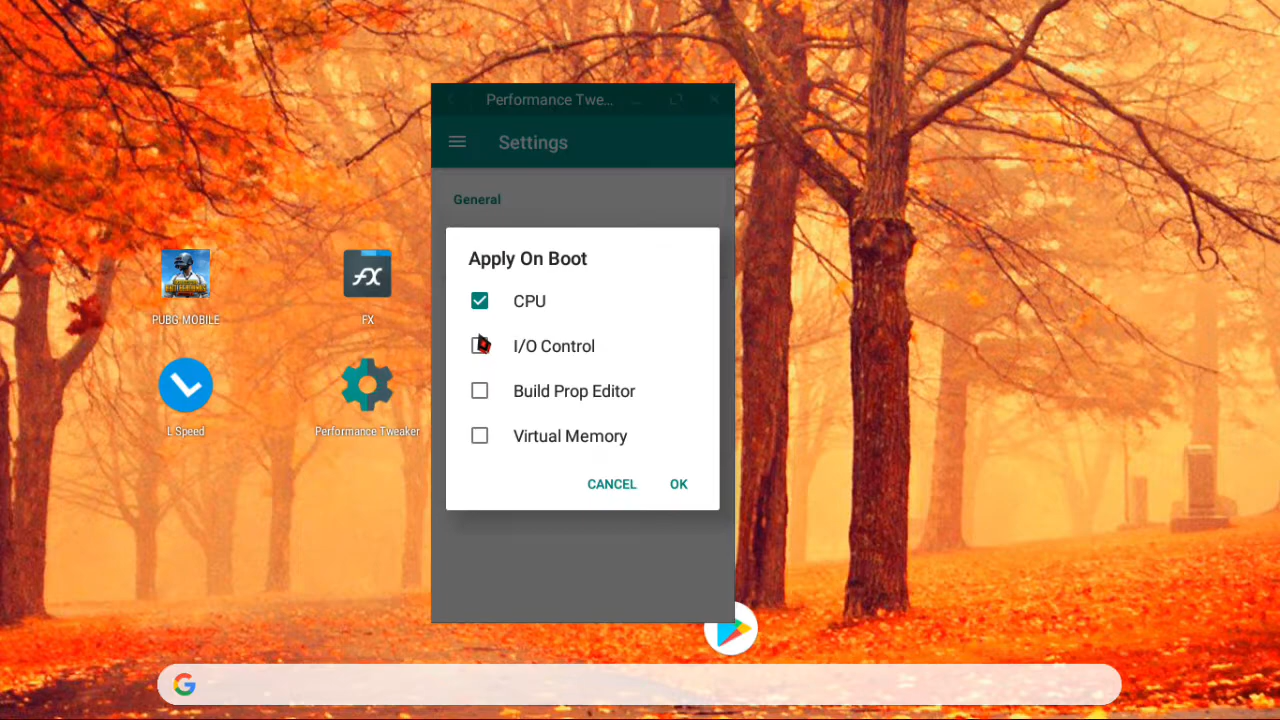 Performance Twe...
Settings
General
Apply On Boot
CPU
I/O Control
Build Prop Editor
Virtual Memory
CANCEL
OK
PUBG MOBILE
FX
FX
L Speed
Performance Tweaker
G